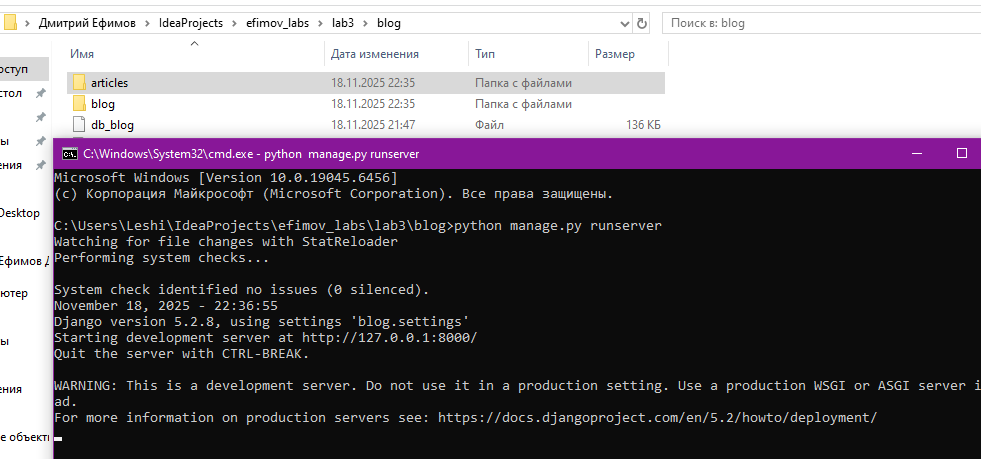 Дмитрий Ефимов > IdeaProjects > efimov_labs > lab3 > blog
Поиск в: blog
Имя Дата изменения Тип Размер
оступ
articles 18.11.2025 22:35 Папка с файлами
стол
blog 18.11.2025 22:35 Папка с файлами
db_blog 18.11.2025 21:47 Файл 136 КБ
ы
ения
Desktop
Ефимов Д
ютер
ы
ения
е объекты
C:\Windows\System32\cmd.exe - python manage.py runserver
Microsoft Windows [Version 10.0.19045.6456]
(c) Корпорация Майкрософт (Microsoft Corporation). Все права защищены.
C:\Users\Leshi\IdeaProjects\efimov_labs\lab3\blog>python manage.py runserver
Watching for file changes with StatReloader
Performing system checks...
System check identified no issues (0 silenced).
November 18, 2025 - 22:36:55
Django version 5.2.8, using settings 'blog.settings'
Starting development server at http://127.0.0.1:8000/
Quit the server with CTRL-BREAK.
WARNING: This is a development server. Do not use it in a production setting. Use a production WSGI or ASGI server i
ad.
For more information on production servers see: https://docs.djangoproject.com/en/5.2/howto/deployment/